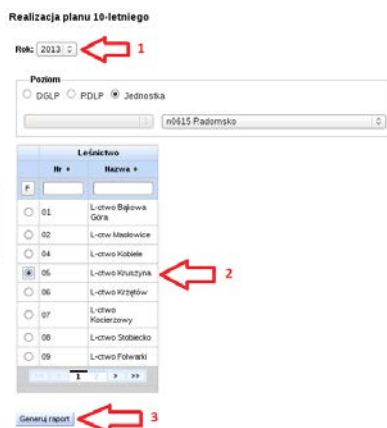 Realizacja planu 10-letniego
Rok: 2013
1
Poziom
DGLP RDLP Jednostka
n0615 Radomsko
Leśnictwo
Nr Nazwa
F
01 L-ctwo Bąkowa Góra
02 L-ctw Masłowice
04 L-ctwo Kobiele
05 L-ctwo Kruszyna
2
06 L-ctwo Krzętów
07 L-ctwo Kocierzowy
08 L-ctwo Stobiecko
09 L-ctwo Folwarki
1
Generuj raport
3